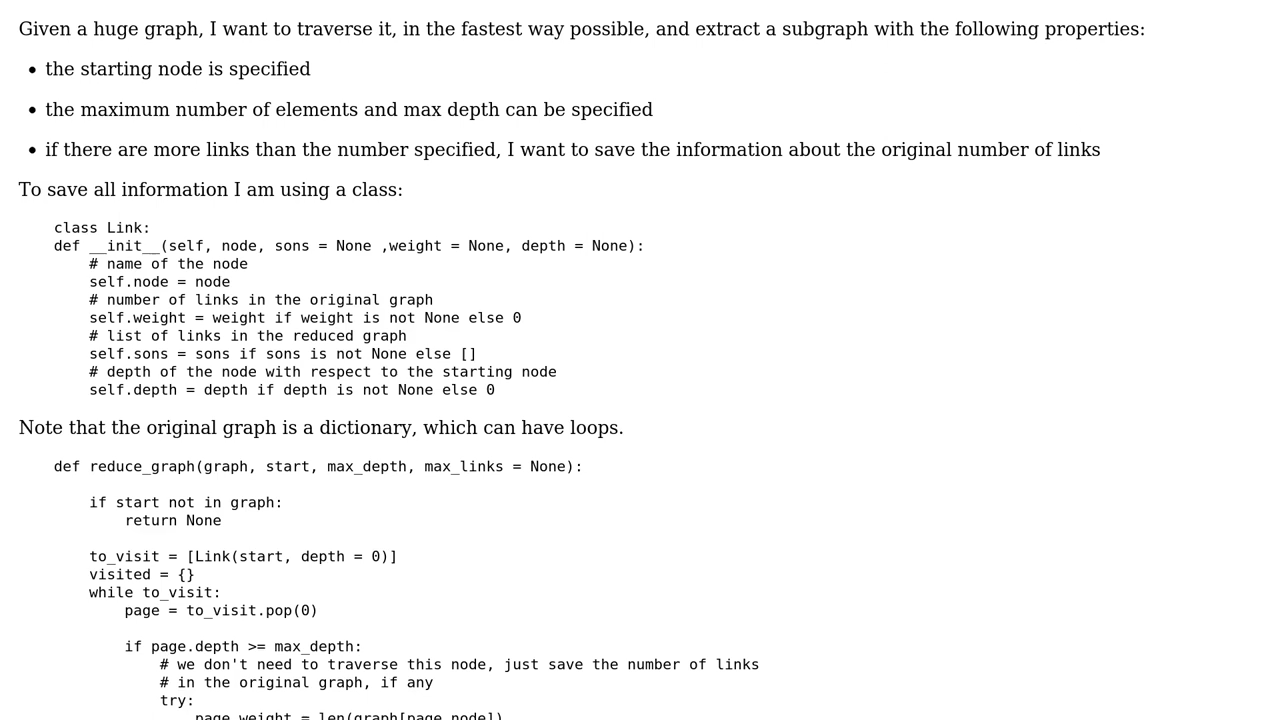 Given a huge graph, I want to traverse it, in the fastest way possible, and extract a subgraph with the following properties:
• the starting node is specified
• the maximum number of elements and max depth can be specified
• if there are more links than the number specified, I want to save the information about the original number of links
To save all information I am using a class:
class Link:
def __init__(self, node, sons = None ,weight = None, depth = None):
# name of the node
self.node = node
# number of links in the original graph
self.weight = weight if weight is not None else 0
# list of links in the reduced graph
self.sons = sons if sons is not None else []
# depth of the node with respect to the starting node
self.depth = depth if depth is not None else 0
Note that the original graph is a dictionary, which can have loops.
def reduce_graph(graph, start, max_depth, max_links = None):
if start not in graph:
return None
to_visit = [Link(start, depth = 0)]
visited = {}
while to_visit:
page = to_visit.pop(0)
if page.depth >= max_depth:
# we don't need to traverse this node, just save the number of links
# in the original graph, if any
try:
page.weight = len(graph[page.node])